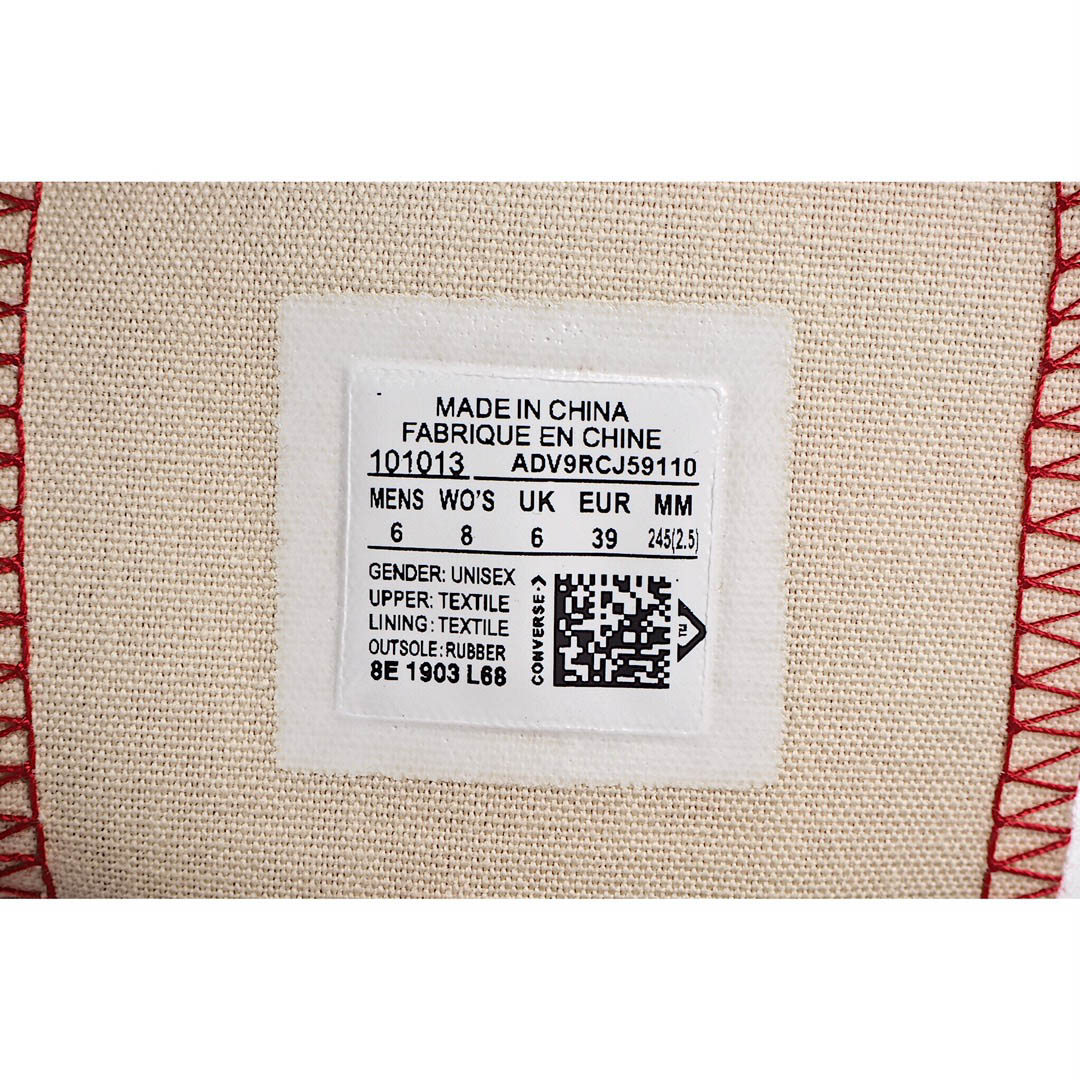 MADE IN CHINA
FABRIQUE EN CHINE
101013 ADV9RCJ59110
MENS WO'S UK EUR MM
6 8 6 39 245(2.5)
GENDER: UNISEX
UPPER: TEXTILE
LINING: TEXTILE
OUTSOLE: RUBBER
8E 1903 L68
CONVERSE